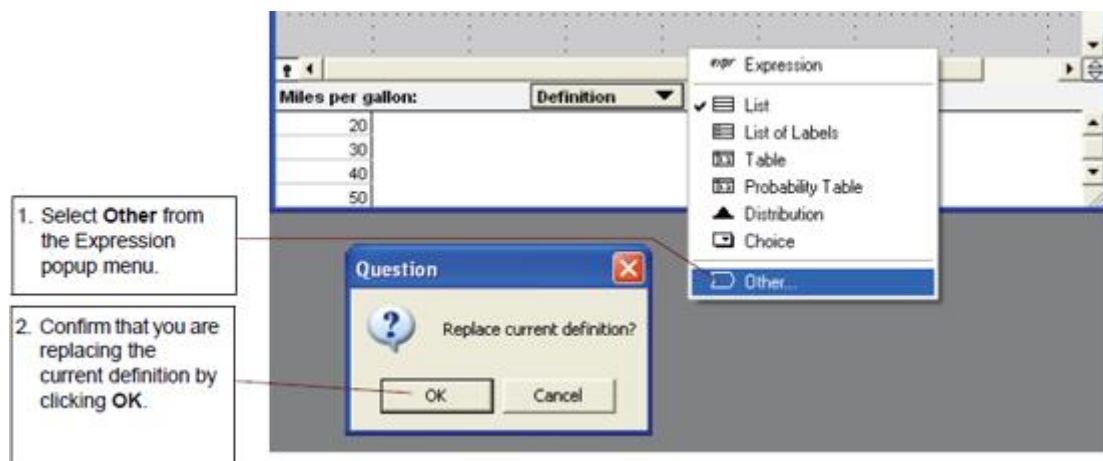 expr Expression
Miles per gallon:
Definition
List
List of Labels
Table
Probability Table
Distribution
Choice
Other...
20
30
40
50
1. Select Other from
the Expression
popup menu.
Question
Replace current definition?
OK
Cancel
2. Confirm that you are
replacing the
current definition by
clicking OK.